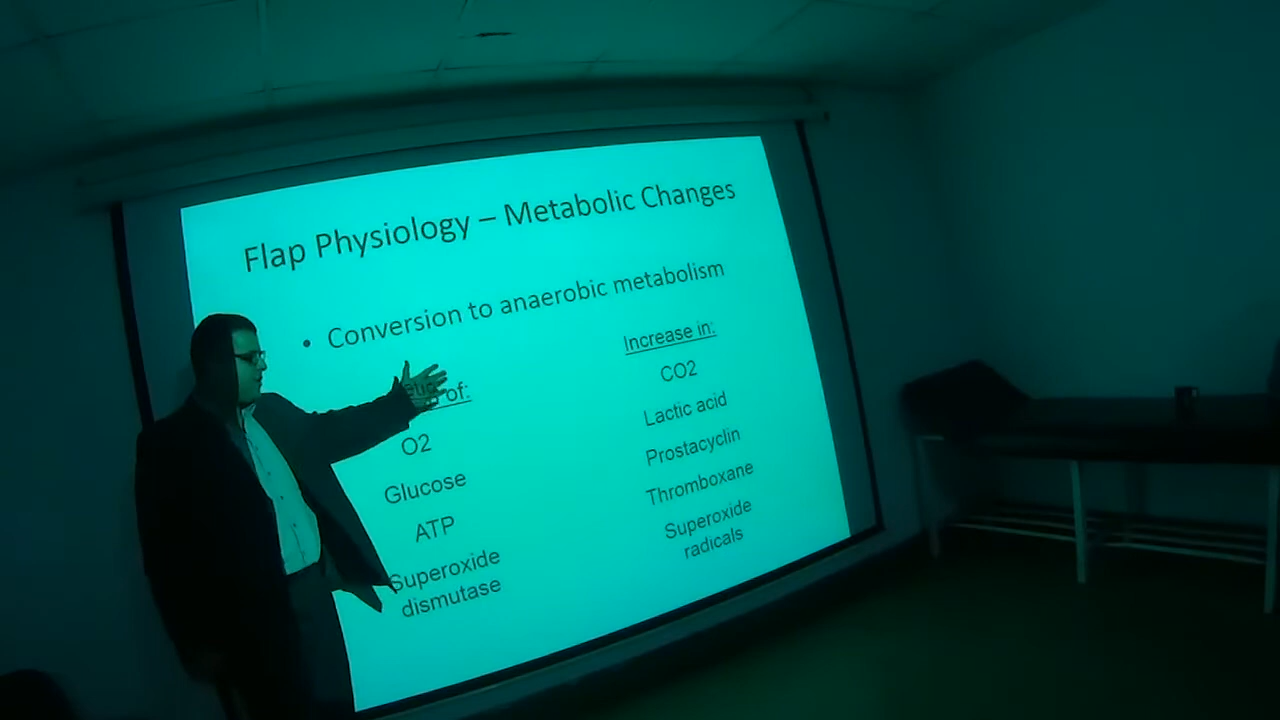 Flap Physiology – Metabolic Changes
• Conversion to anaerobic metabolism
of:
O2
Glucose
ATP
Superoxide
dismutase
Increase in:
CO2
Lactic acid
Prostacyclin
Thromboxane
Superoxide
radicals